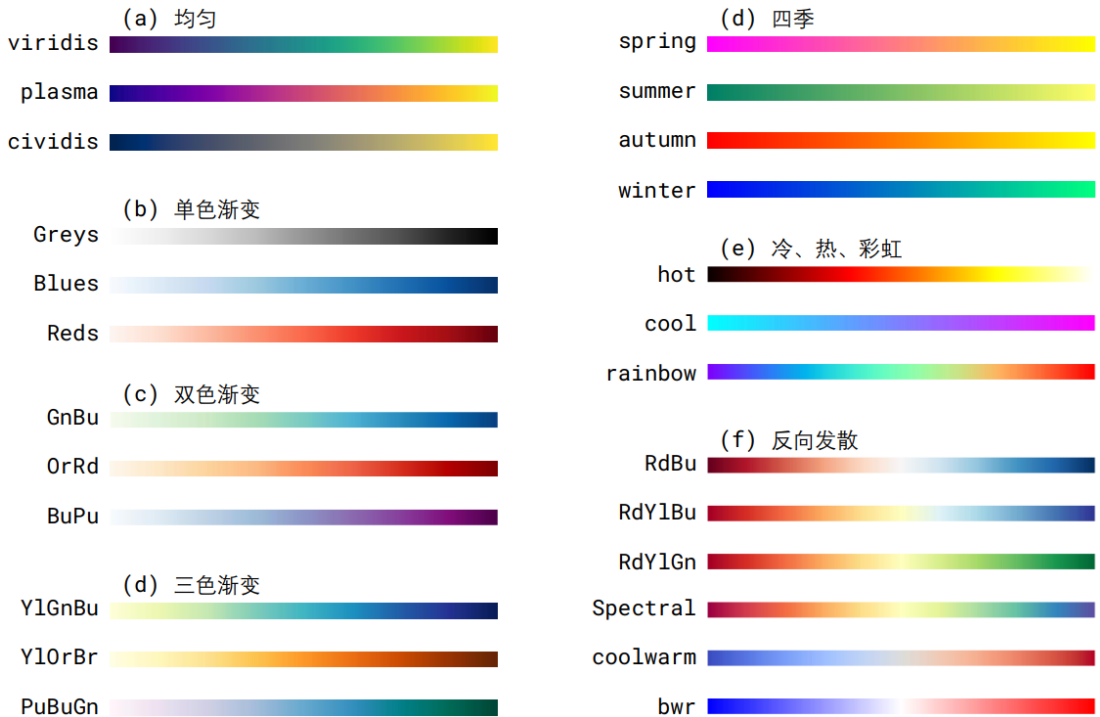 (a) 均匀
viridis
plasma
cividis
(b) 单色渐变
Greys
Blues
Reds
(c) 双色渐变
GnBu
OrRd
BuPu
(d) 三色渐变
YlGnBu
YlOrBr
PuBuGn
(d) 四季
spring
summer
autumn
winter
(e) 冷、热、彩虹
hot
cool
rainbow
(f) 反向发散
RdBu
RdYlBu
RdYlGn
Spectral
coolwarm
bwr